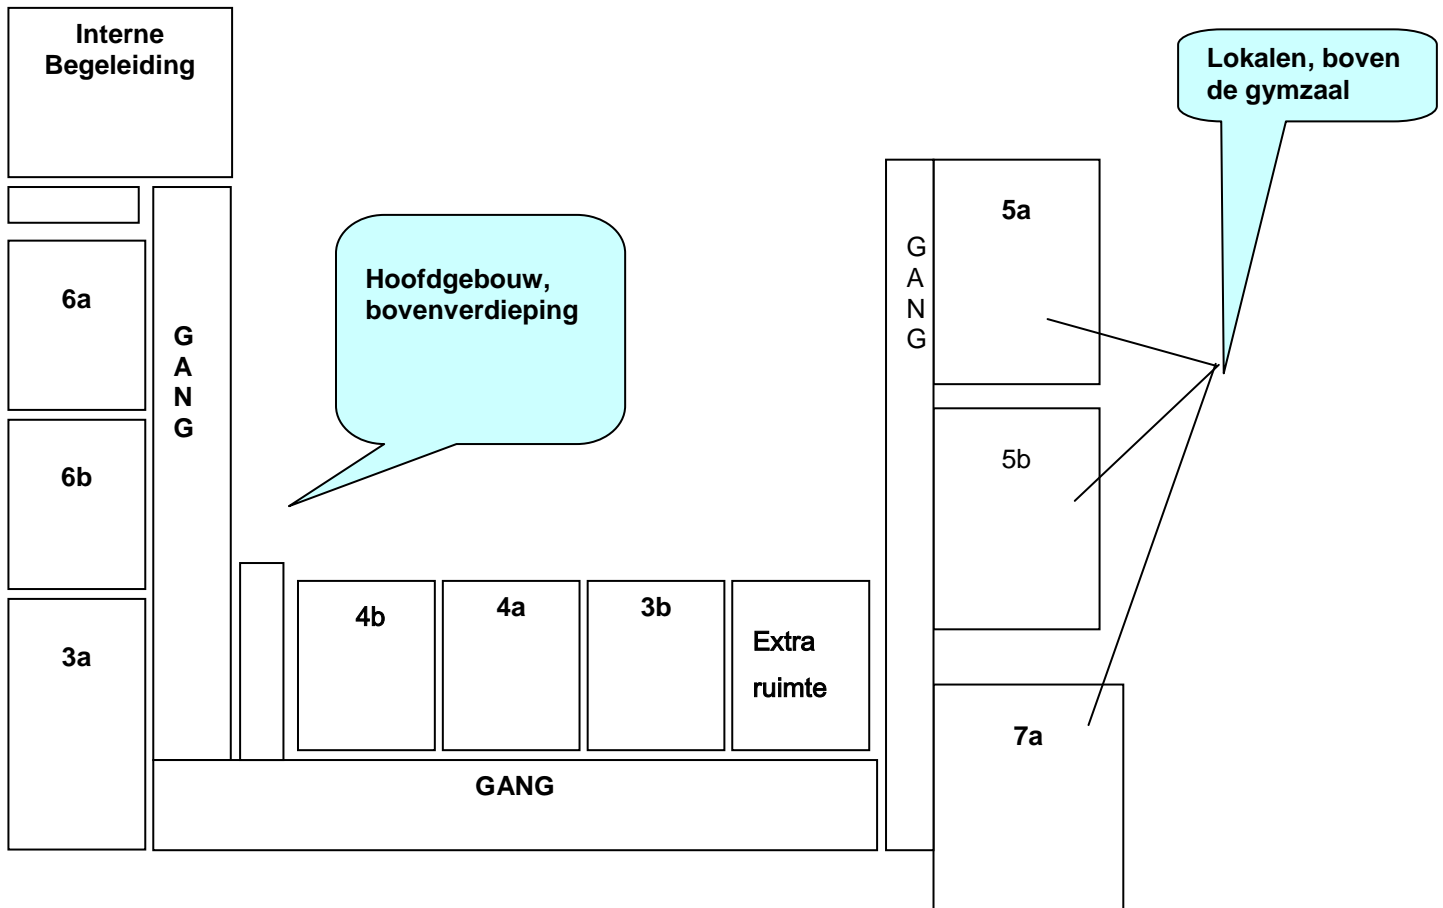 Interne
Begeleiding
Lokalen, boven
de gymzaal
5a
G
A
N
G
Hoofdgebouw,
bovenverdieping
6a
G
A
N
G
5b
6b
4b
4a
3b
Extra
ruimte
3a
7a
GANG